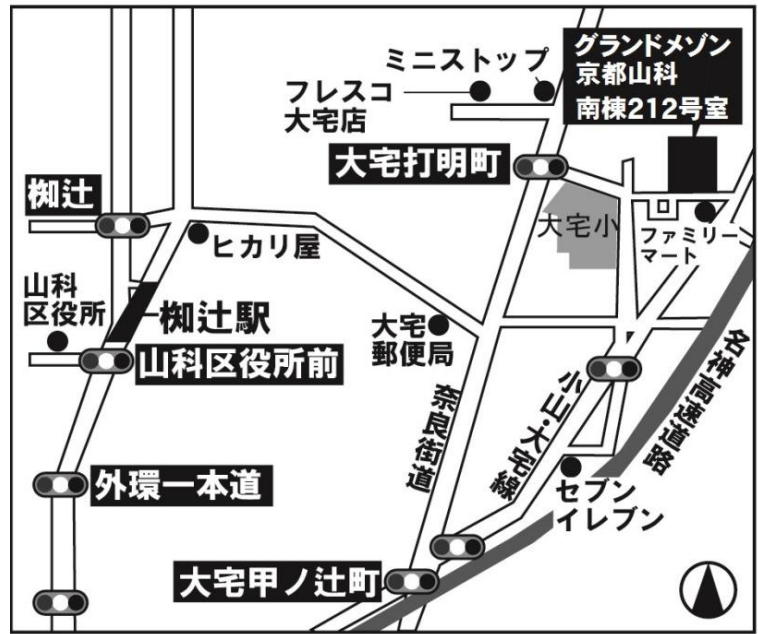 グランドメゾン
京都山科
南棟212号室
ミニストップ
フレスコ
大宅店
大宅打明町
椥辻
ヒカリ屋
大宅小
ファミリー
マート
山科
区役所
椥辻駅
大宅
郵便局
山科区役所前
奈良街道
小山・大宅線
名神高速道路
外環一本道
セブン
イレブン
大宅甲ノ辻町